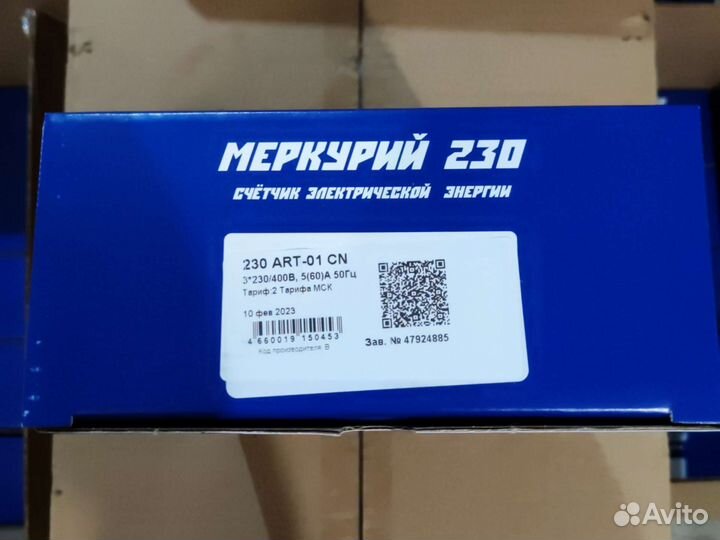 МЕРКУРИЙ 230
СЧЁТЧИК ЭЛЕКТРИЧЕСКОЙ ЭНЕРГИИ
230 ART-01 CN
3*230/400В, 5(60)А 50Гц
Тариф:2 Тарифа МСК
10 фев 2023
4 660019 150453
Код производителя: В
Зав. № 47924885
Avito